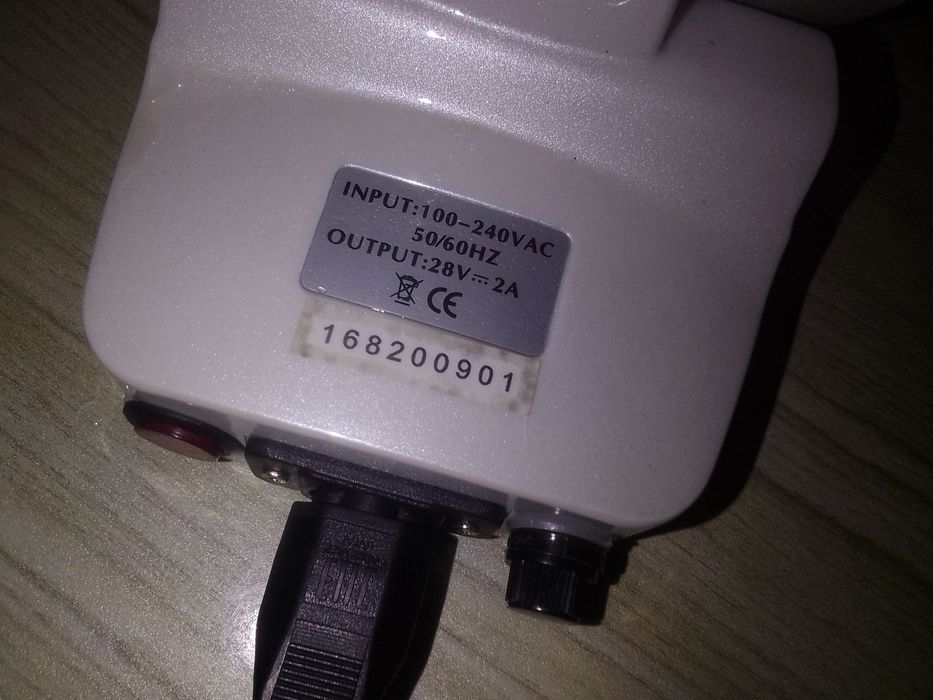 INPUT:100-240VAC
50/60HZ
OUTPUT:28V⎓2A
CE
168200901